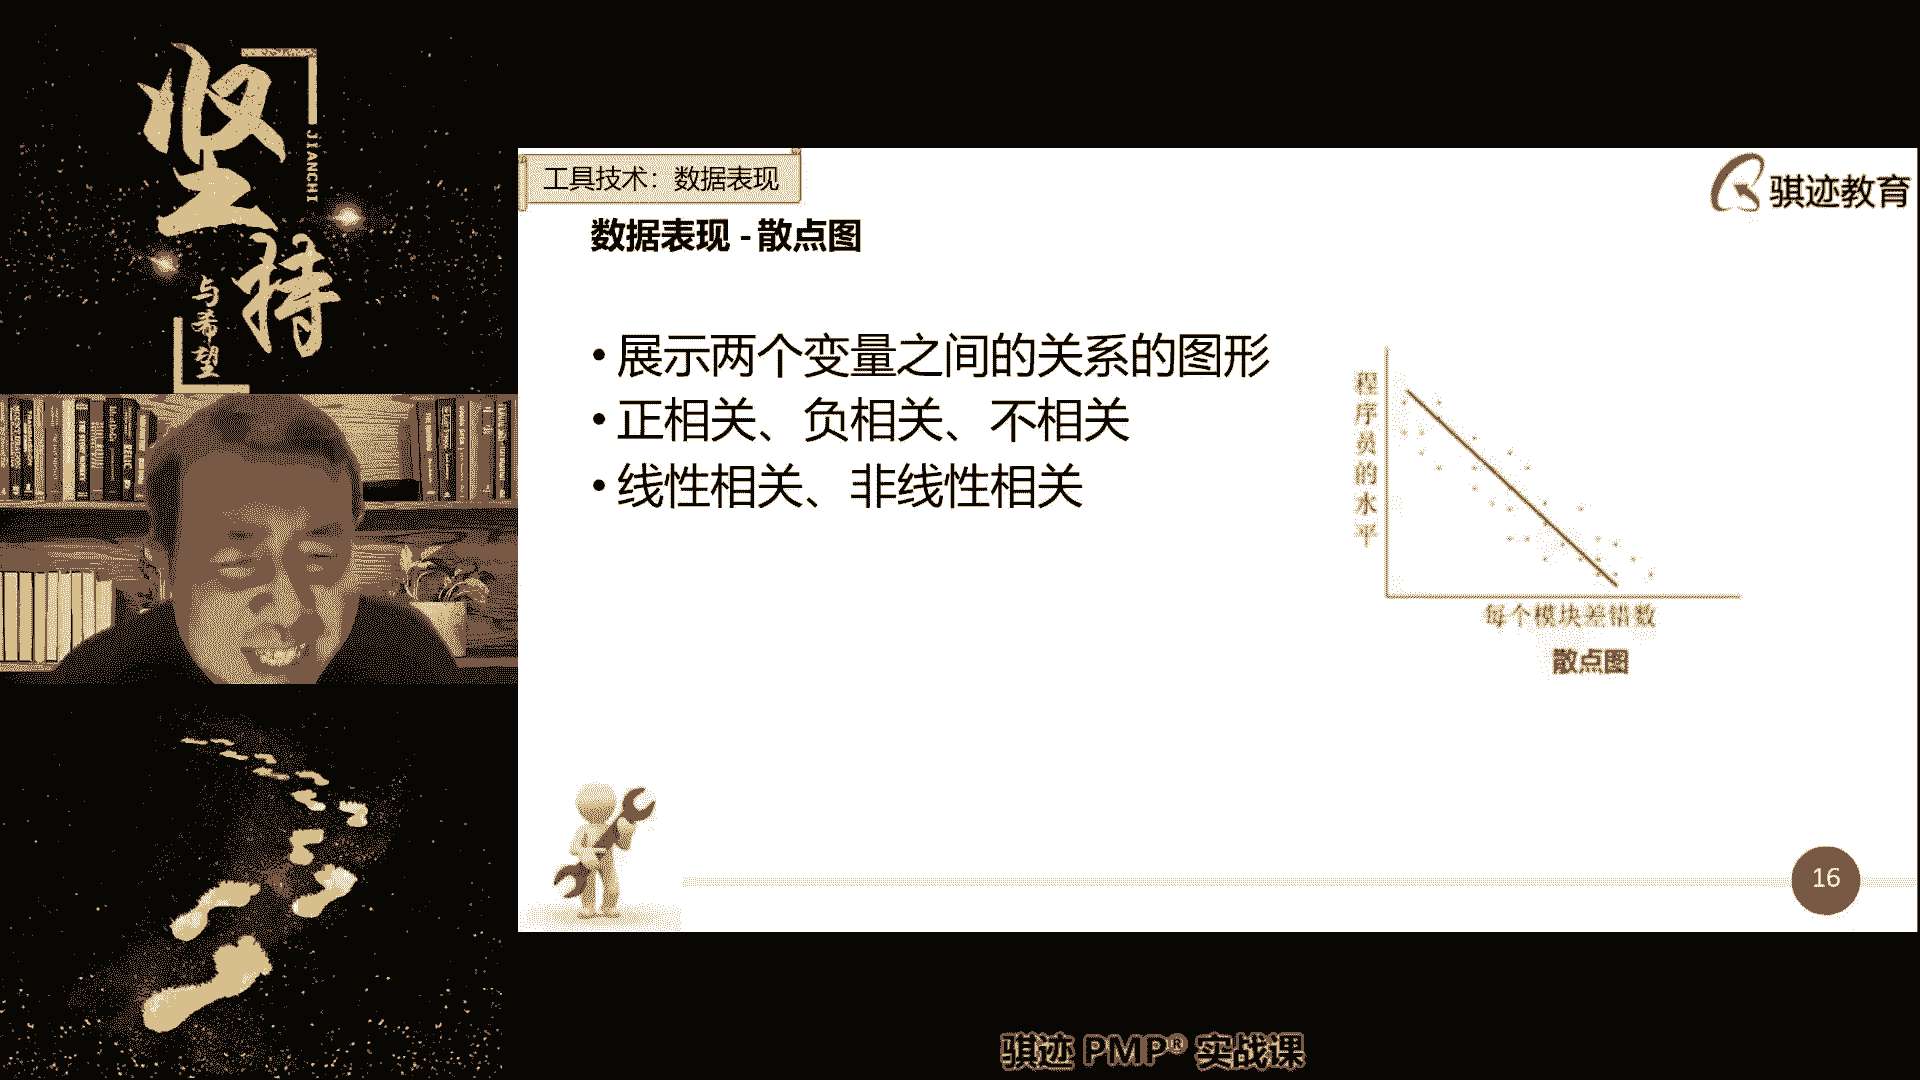 坚持
JIANCHI
与希望
工具技术：数据表现
骐迹教育
数据表现 - 散点图
• 展示两个变量之间的关系的图形
• 正相关、负相关、不相关
• 线性相关、非线性相关
程序员的水平
每个模块差错数
散点图
16
骐迹 PMP® 实战课